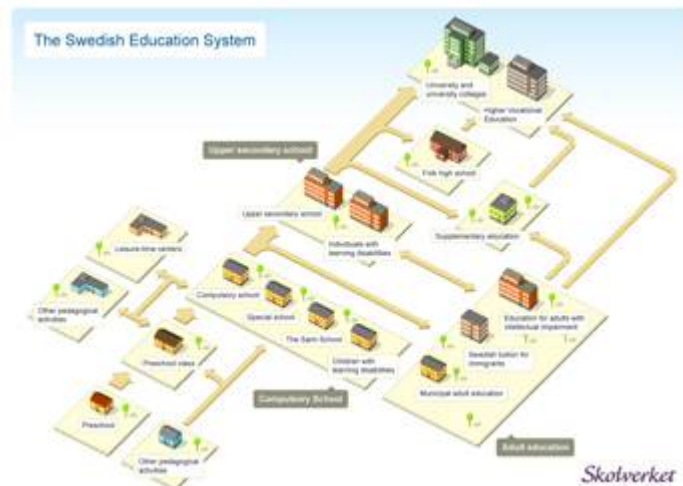 The Swedish Education System
University and
university colleges
Higher Vocational
Education
Upper secondary school
Folk high school
Upper secondary school
Individuals with
learning disabilities
Supplementary education
Leisure-time centers
Other pedagogical
activities
Compulsory school
Special school
The Sami School
Children with
learning disabilities
Education for adults with
intellectual impairment
Swedish tuition for
immigrants
Municipal adult education
Preschool class
Compulsory School
Preschool
Other pedagogical
activities
Adult education
Skolverket